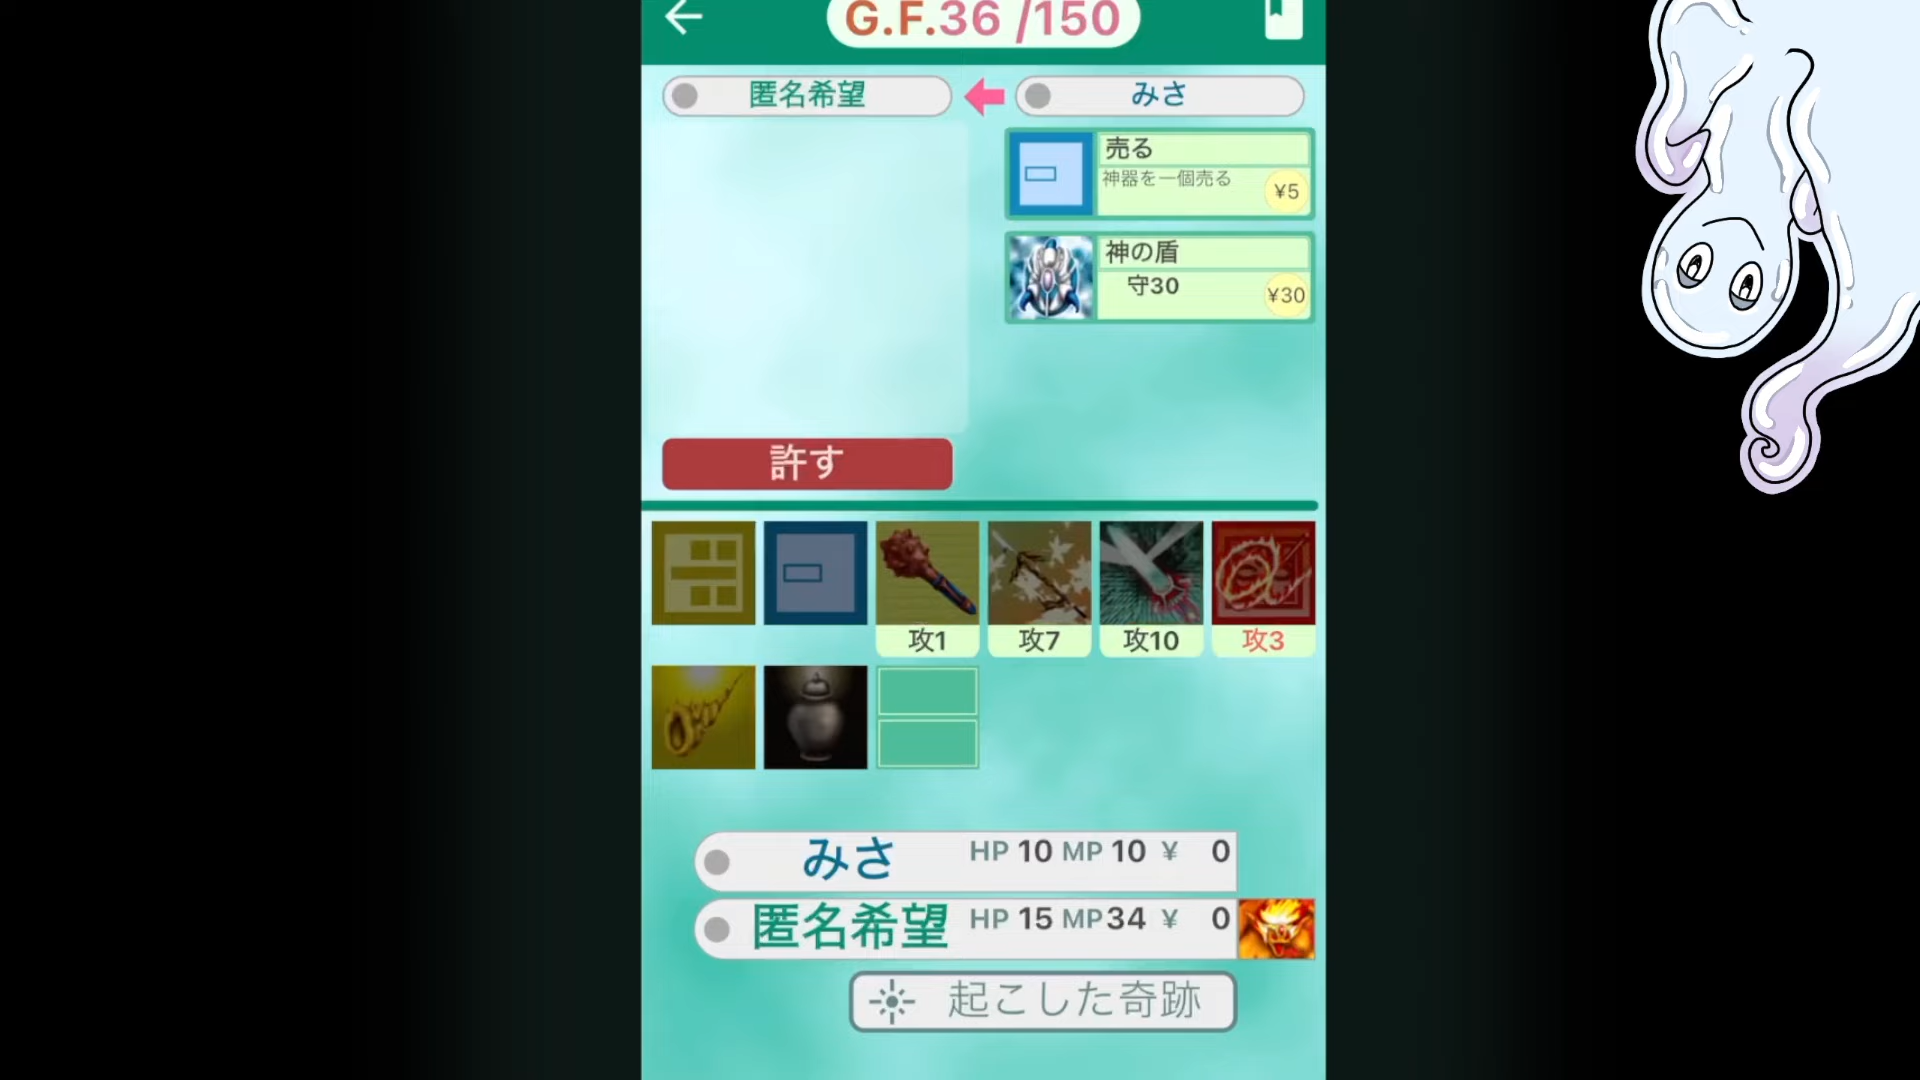 G.F.36 /150
匿名希望
みさ
売る
神器を一個売る
¥5
神の盾
守30
¥30
許す
攻1
攻7
攻10
攻3
みさ HP 10 MP 10 ¥ 0
匿名希望 HP 15 MP 34 ¥ 0
起こした奇跡